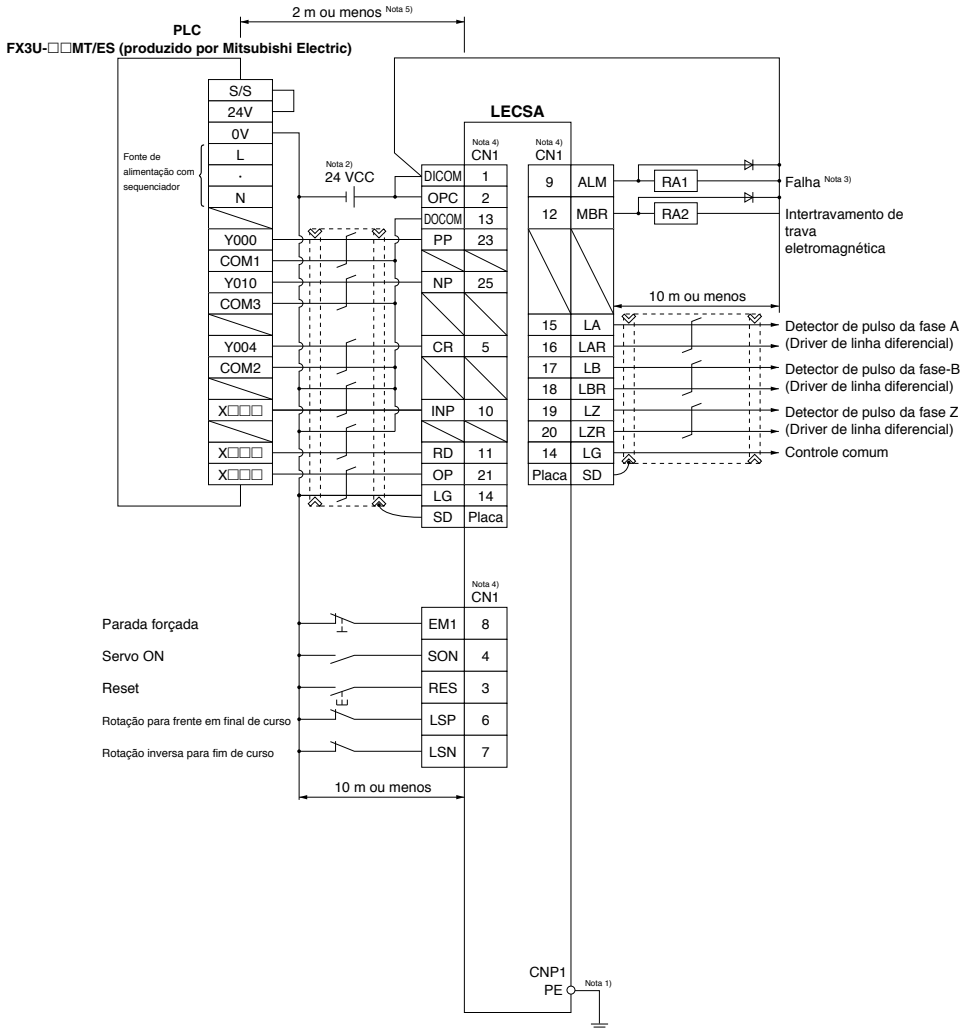 2 m ou menos Nota 5)
PLC
FX3U-□□MT/ES (produzido por Mitsubishi Electric)
S/S
24V
0V
L
·
N
Fonte de
alimentação com
sequenciador
Y000
COM1
Y010
COM3
Y004
COM2
X□□□
X□□□
X□□□
Nota 2)
24 VCC
LECSA
Nota 4)
CN1
DICOM 1
OPC 2
DOCOM 13
PP 23
NP 25
CR 5
INP 10
RD 11
OP 21
LG 14
SD Placa
Nota 4)
CN1
9 ALM
12 MBR
15 LA
16 LAR
17 LB
18 LBR
19 LZ
20 LZR
14 LG
Placa SD
RA1
RA2
Falha Nota 3)
Intertravamento de
trava
eletromagnética
10 m ou menos
Detector de pulso da fase A
(Driver de linha diferencial)
Detector de pulso da fase-B
(Driver de linha diferencial)
Detector de pulso da fase Z
(Driver de linha diferencial)
Controle comum
Nota 4)
CN1
Parada forçada
EM1 8
Servo ON
SON 4
Reset
RES 3
Rotação para frente em final de curso
LSP 6
Rotação inversa para fim de curso
LSN 7
10 m ou menos
CNP1
PE Nota 1)